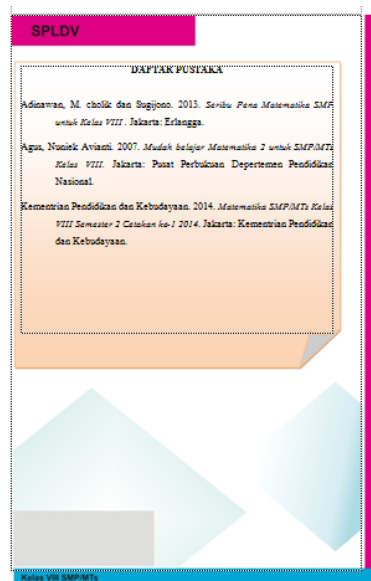 SPLDV
DAFTAR PUSTAKA
Adinawan, M. cholik dan Sugijono. 2013. Seribu Pena Matematika SMP
untuk Kelas VIII . Jakarta: Erlangga.
Agus, Nuniek Avianti. 2007. Mudah belajar Matematika 2 untuk SMP/MTs
Kelas VIII. Jakarta: Pusat Perbukuan Depertemen Pendidikan
Nasional.
Kementrian Pendidikan dan Kebudayaan. 2014. Matematika SMP/MTs Kelas
VIII Semester 2 Cetakan ke-1 2014. Jakarta: Kementrian Pendidikan
dan Kebudayaan.
Kelas VIII SMP/MTs